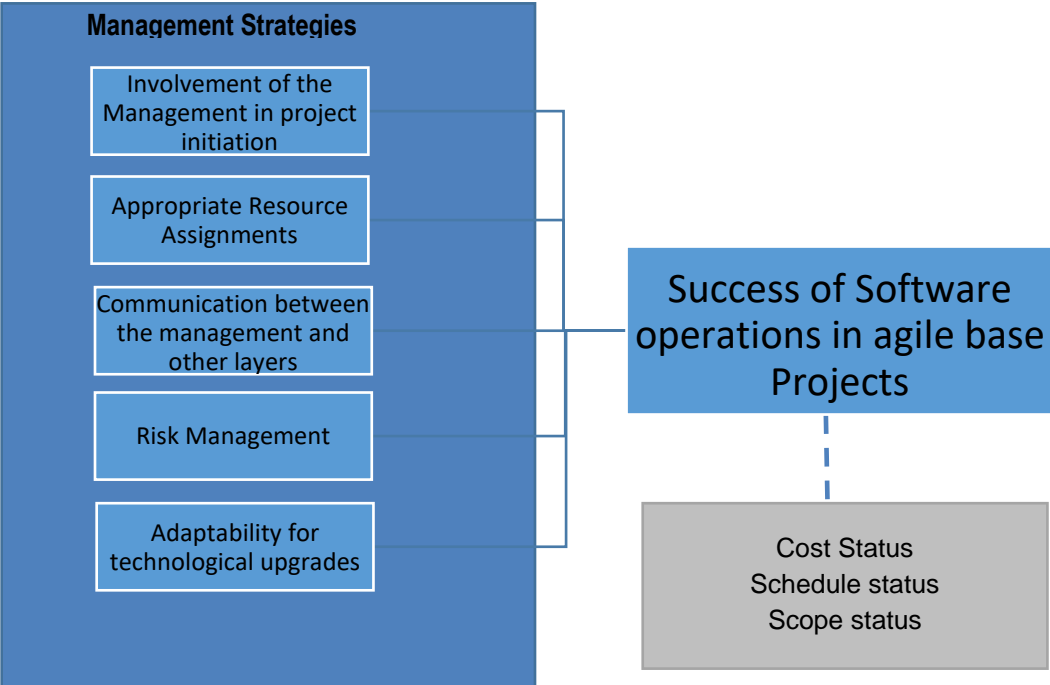 Management Strategies
Involvement of the
Management in project
initiation
Appropriate Resource
Assignments
Communication between
the management and
other layers
Risk Management
Adaptability for
technological upgrades
Success of Software
operations in agile base
Projects
Cost Status
Schedule status
Scope status